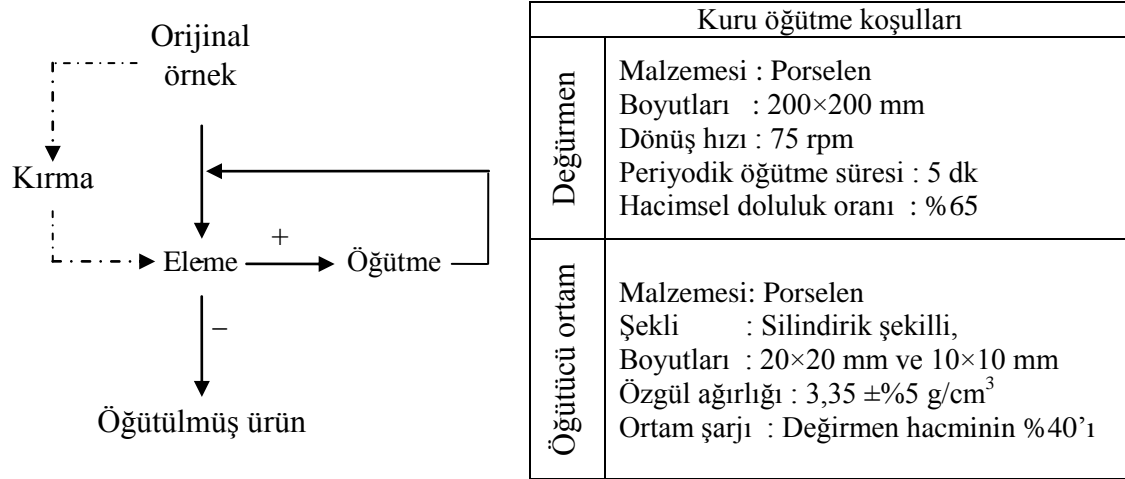 Orijinal
örnek
Kırma
Eleme
+
Öğütme
–
Öğütülmüş ürün
Kuru öğütme koşulları
Değürmen
Malzemesi : Porselen
Boyutları : 200×200 mm
Dönüş hızı : 75 rpm
Periyodik öğütme süresi : 5 dk
Hacimsel doluluk oranı : %65
Öğütücü ortam
Malzemesi: Porselen
Şekli : Silindirik şekilli,
Boyutları : 20×20 mm ve 10×10 mm
Özgül ağırlığı : 3,35 ±%5 g/cm³
Ortam şarjı : Değirmen hacminin %40’ı